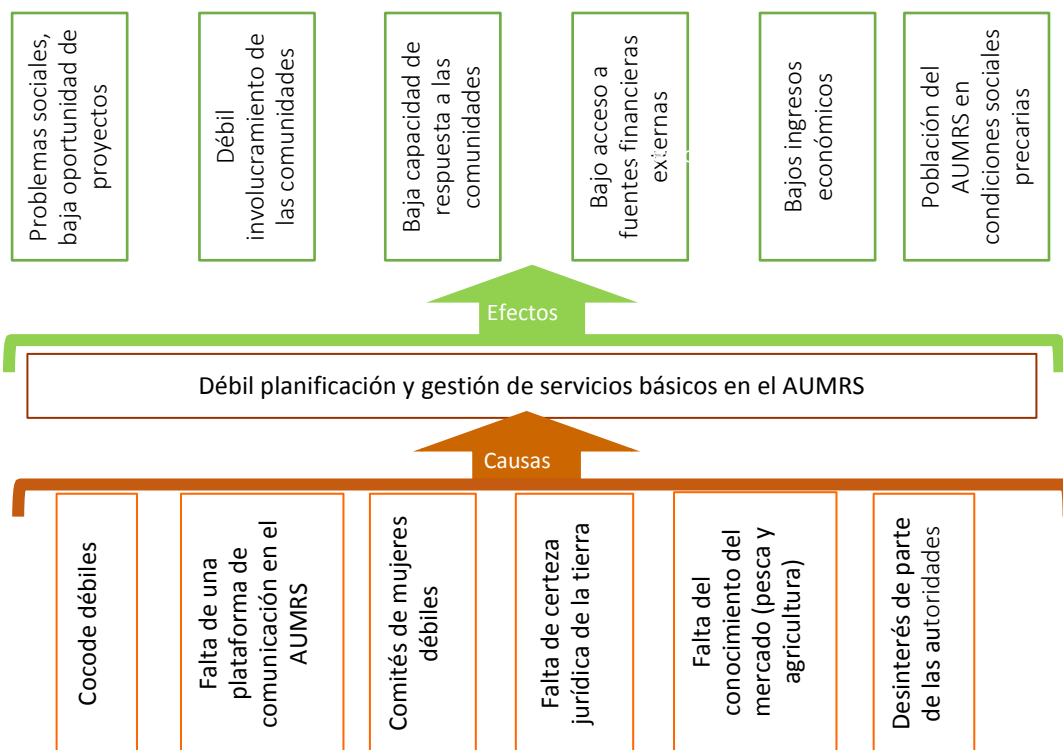 Problemas sociales,
baja oportunidad de
proyectos
Débil
involucramiento de
las comunidades
Baja capacidad de
respuesta a las
comunidades
Bajo acceso a
fuentes financieras
externas
Bajos ingresos
económicos
Población del
AUMRS en
condiciones sociales
precarias
Efectos
Débil planificación y gestión de servicios básicos en el AUMRS
Causas
Cocode débiles
Falta de una
plataforma de
comunicación en el
AUMRS
Comités de mujeres
débiles
Falta de certeza
jurídica de la tierra
Falta del
conocimiento del
mercado (pesca y
agricultura)
Desinterés de parte
de las autoridades